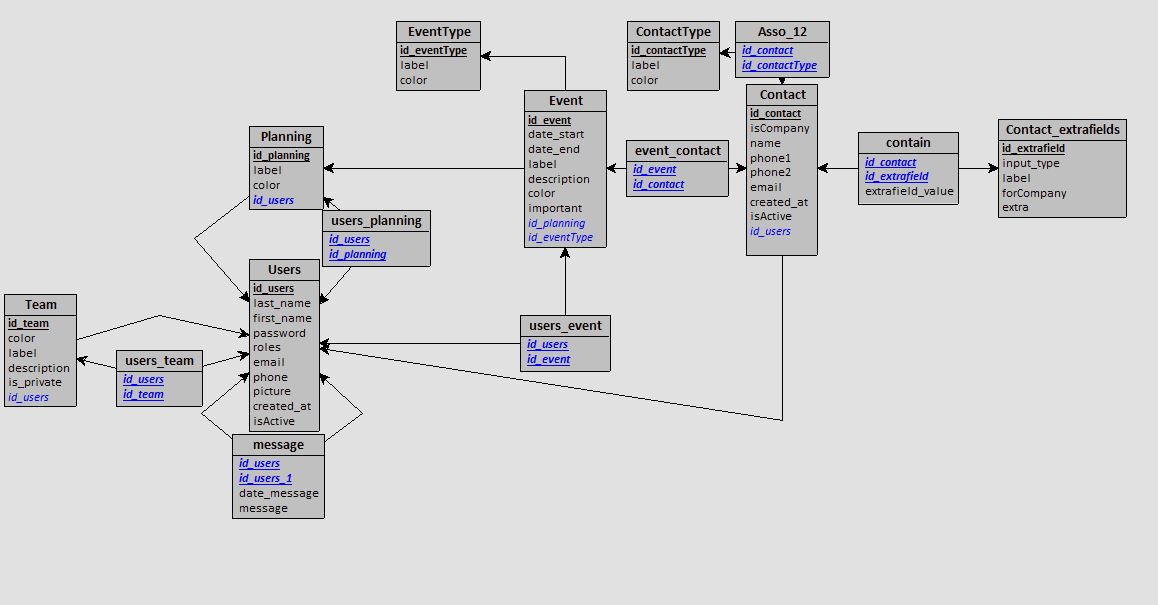 EventType
id_eventType
label
color
ContactType
id_contactType
label
color
Asso_12
id_contact
id_contactType
Event
id_event
date_start
date_end
label
description
color
important
id_planning
id_eventType
Contact
id_contact
isCompany
name
phone1
phone2
email
created_at
isActive
id_users
event_contact
id_event
id_contact
contain
id_contact
id_extrafield
extrafield_value
Contact_extrafields
id_extrafield
input_type
label
forCompany
extra
Planning
id_planning
label
color
id_users
users_planning
id_users
id_planning
Users
id_users
last_name
first_name
password
roles
email
phone
picture
created_at
isActive
Team
id_team
color
label
description
is_private
id_users
users_team
id_users
id_team
users_event
id_users
id_event
message
id_users
id_users_1
date_message
message